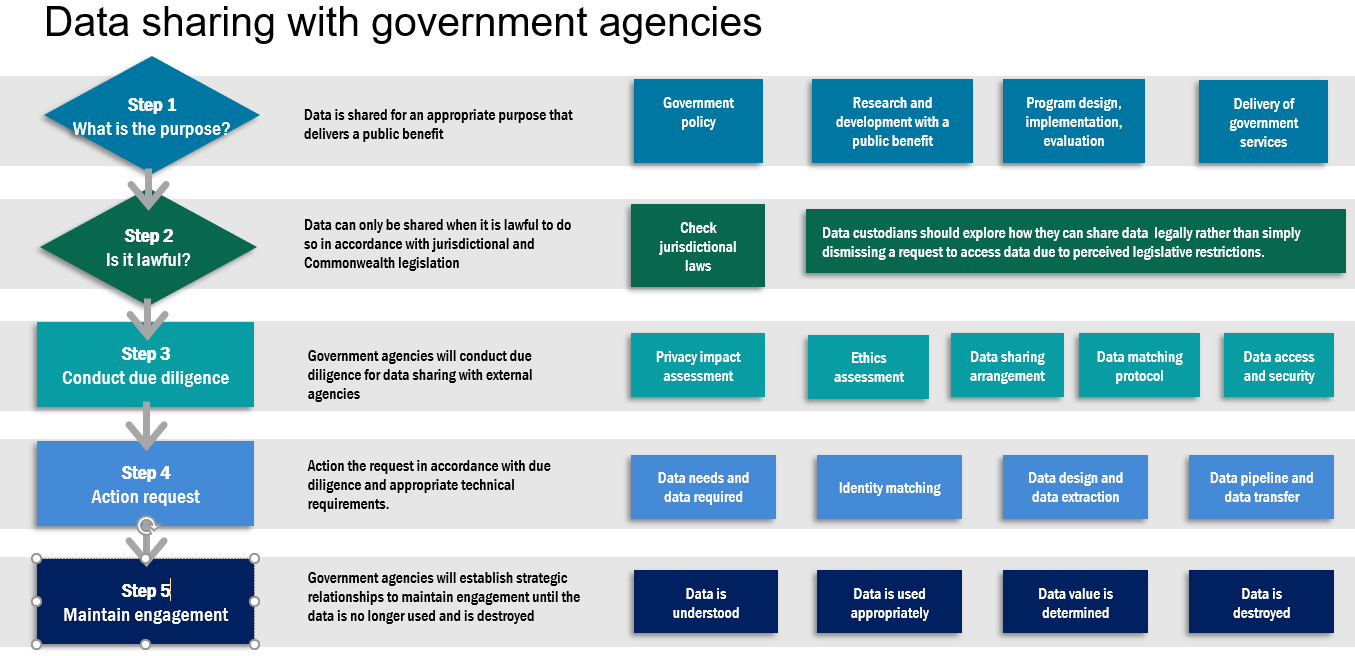 Data sharing with government agencies
Step 1
What is the purpose?
Data is shared for an appropriate purpose that
delivers a public benefit
Government
policy
Research and
development with a
public benefit
Program design,
implementation,
evaluation
Delivery of
government
services
Step 2
Is it lawful?
Data can only be shared when it is lawful to do
so in accordance with jurisdictional and
Commonwealth legislation
Check
jurisdictional
laws
Data custodians should explore how they can share data legally rather than simply
dismissing a request to access data due to perceived legislative restrictions.
Step 3
Conduct due diligence
Government agencies will conduct due
diligence for data sharing with external
agencies
Privacy impact
assessment
Ethics
assessment
Data sharing
arrangement
Data matching
protocol
Data access
and security
Step 4
Action request
Action the request in accordance with due
diligence and appropriate technical
requirements.
Data needs and
data required
Identity matching
Data design and
data extraction
Data pipeline and
data transfer
Step 5
Maintain engagement
Government agencies will establish strategic
relationships to maintain engagement until the
data is no longer used and is destroyed
Data is
understood
Data is used
appropriately
Data value is
determined
Data is
destroyed